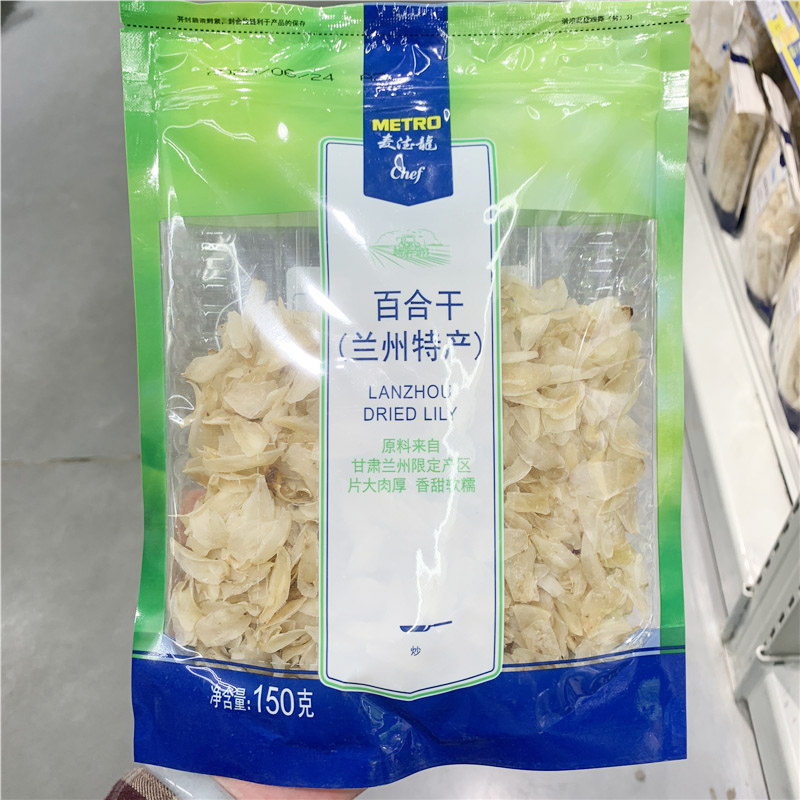 METRO
麦德龍
Chef
百合干
(兰州特产)
LANZHOU
DRIED LILY
原料来自
甘肃兰州限定产区
片大肉厚 香甜软糯
炒
净含量:150克